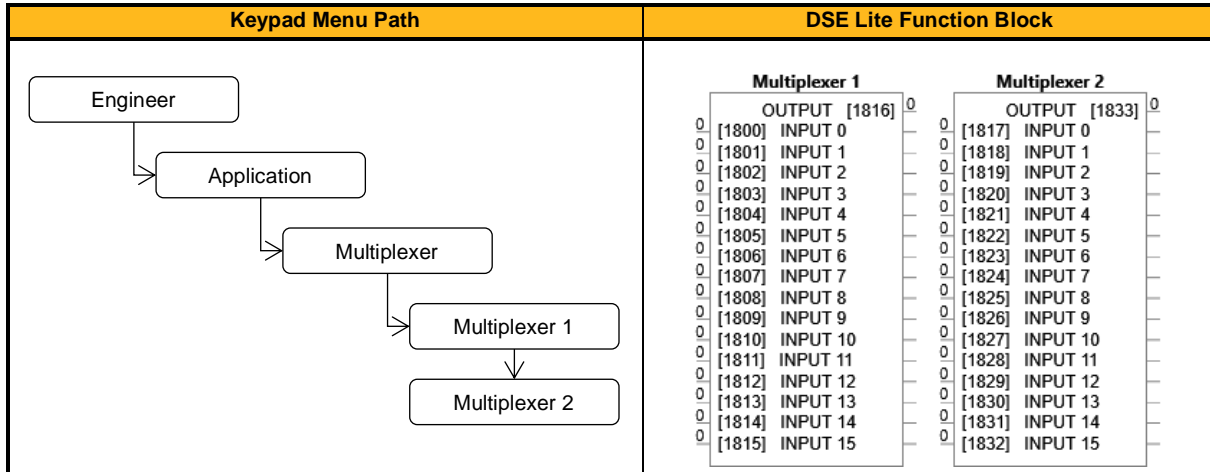 Keypad Menu Path
DSE Lite Function Block
Engineer
Application
Multiplexer
Multiplexer 1
Multiplexer 2
Multiplexer 1
OUTPUT [1816] 0
0 [1800] INPUT 0
0 [1801] INPUT 1
0 [1802] INPUT 2
0 [1803] INPUT 3
0 [1804] INPUT 4
0 [1805] INPUT 5
0 [1806] INPUT 6
0 [1807] INPUT 7
0 [1808] INPUT 8
0 [1809] INPUT 9
0 [1810] INPUT 10
0 [1811] INPUT 11
0 [1812] INPUT 12
0 [1813] INPUT 13
0 [1814] INPUT 14
0 [1815] INPUT 15
Multiplexer 2
OUTPUT [1833] 0
0 [1817] INPUT 0
0 [1818] INPUT 1
0 [1819] INPUT 2
0 [1820] INPUT 3
0 [1821] INPUT 4
0 [1822] INPUT 5
0 [1823] INPUT 6
0 [1824] INPUT 7
0 [1825] INPUT 8
0 [1826] INPUT 9
0 [1827] INPUT 10
0 [1828] INPUT 11
0 [1829] INPUT 12
0 [1830] INPUT 13
0 [1831] INPUT 14
0 [1832] INPUT 15